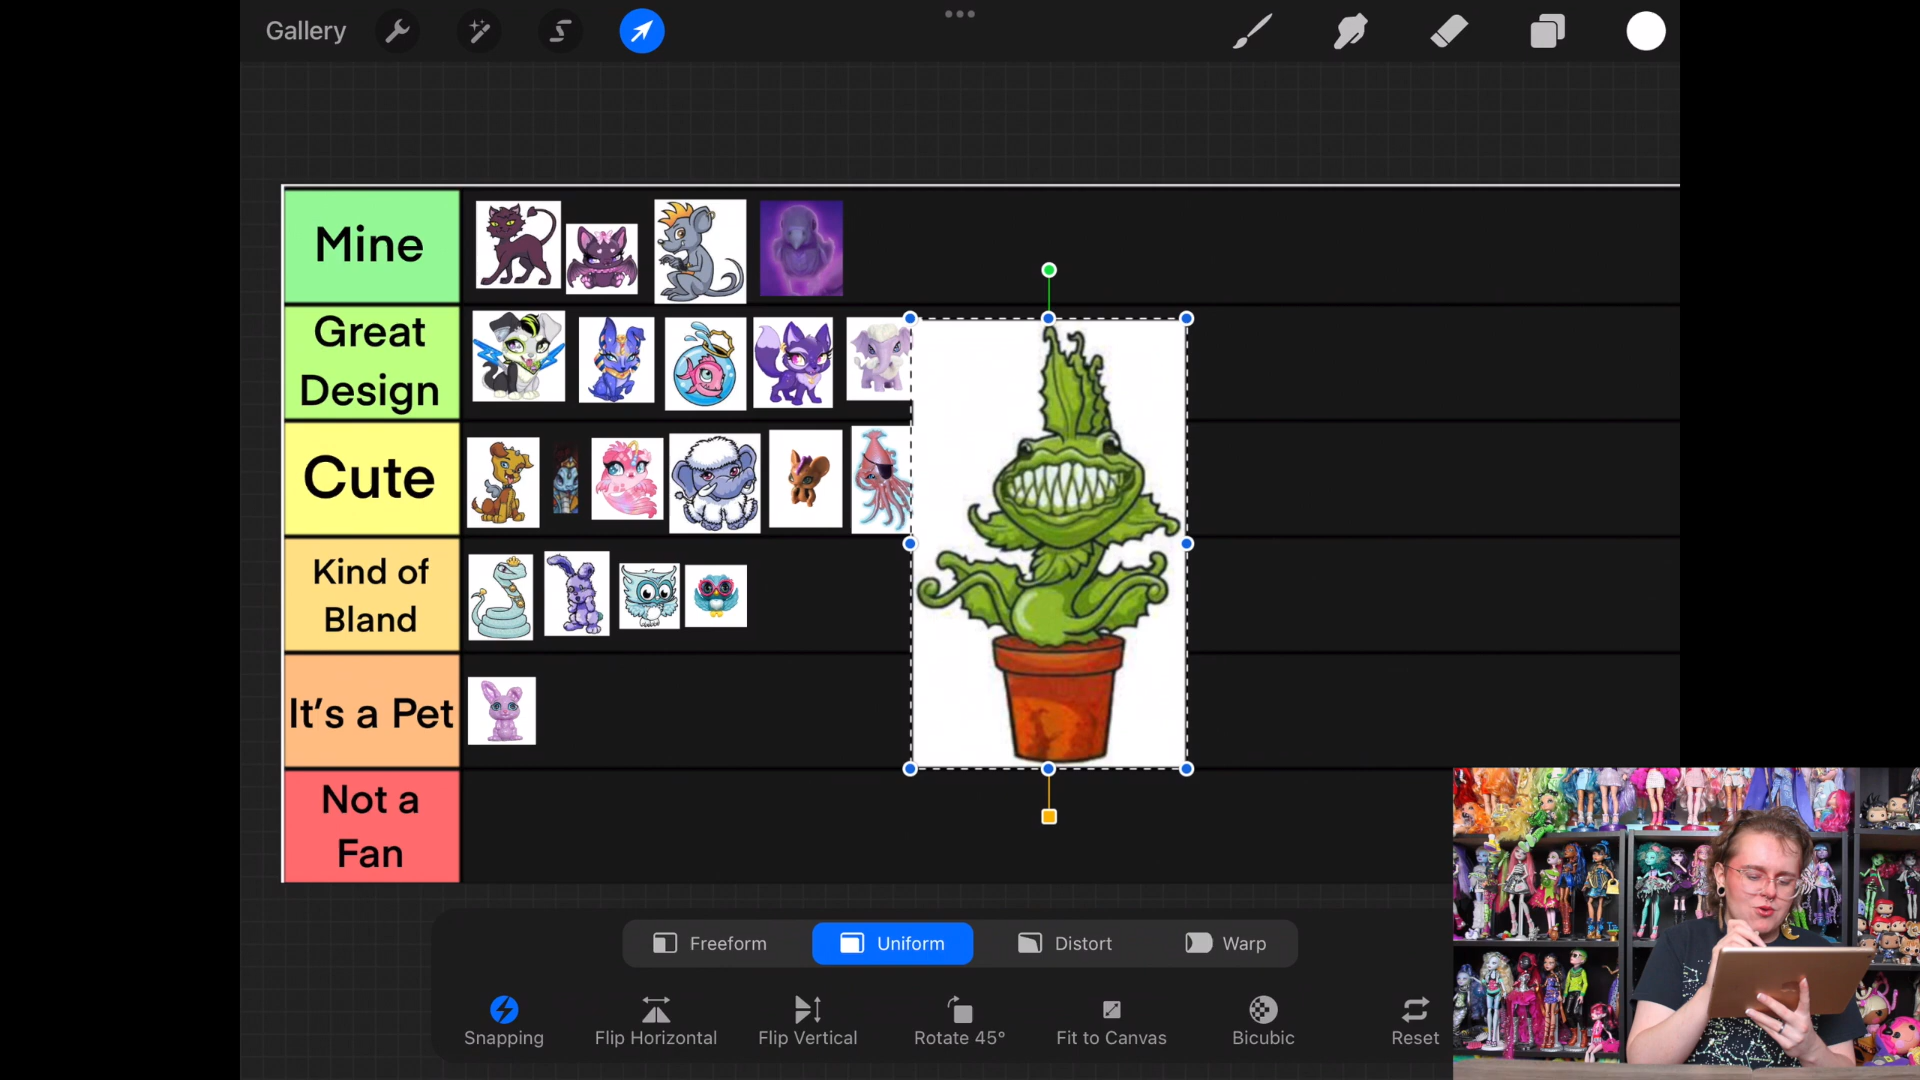 Gallery
Mine
Great
Design
Cute
Kind of
Bland
It's a Pet
Not a
Fan
Freeform
Uniform
Distort
Warp
Snapping
Flip Horizontal
Flip Vertical
Rotate 45°
Fit to Canvas
Bicubic
Reset